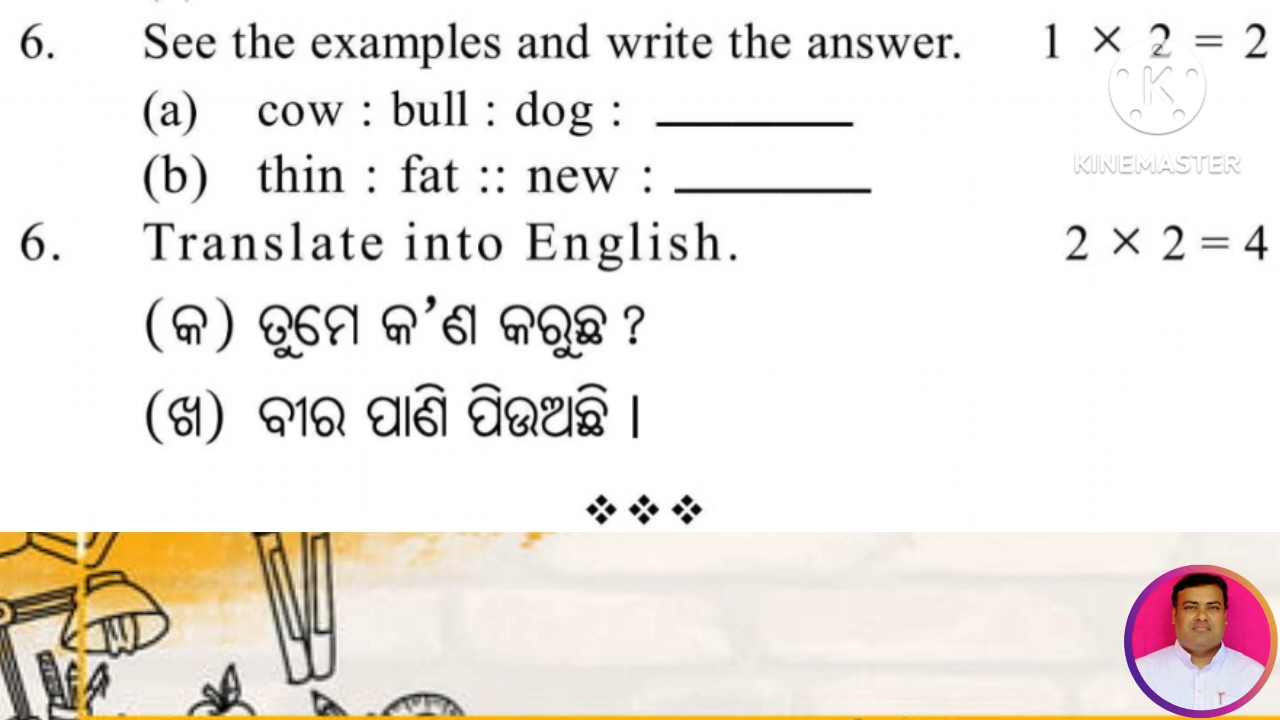 6. See the examples and write the answer. 1 × 2 = 2
(a) cow : bull : dog : ________
(b) thin : fat :: new : ________
6. Translate into English. 2 × 2 = 4
(କ) ତୁମେ କ’ଣ କରୁଛ ?
(ଖ) ବୀର ପାଣି ପିଉଅଛି |
K
KINEMASTER